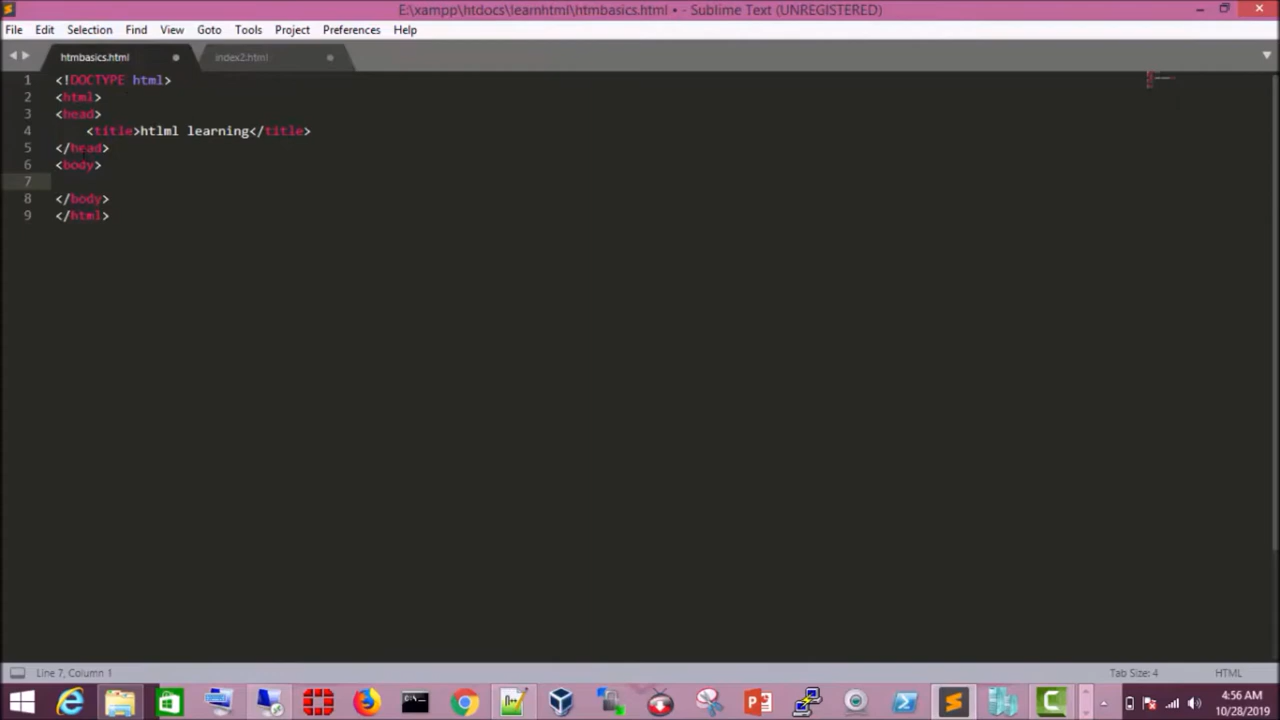 E:\xampp\htdocs\learnhtml\htmbasics.html • - Sublime Text (UNREGISTERED)
File Edit Selection Find View Goto Tools Project Preferences Help
htmbasics.html index2.html
1 <!DOCTYPE html>
2 <html>
3 <head>
4 <title>htlml learning</title>
5 </head>
6 <body>
7
8 </body>
9 </html>
Line 7, Column 1 Tab Size: 4 HTML
4:56 AM
10/28/2019